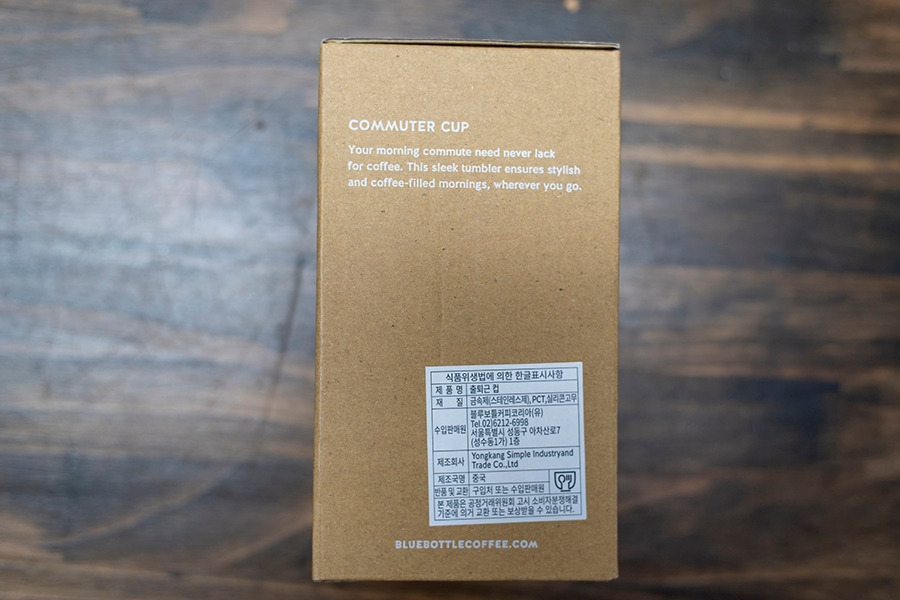 COMMUTER CUP
Your morning commute need never lack
for coffee. This sleek tumbler ensures stylish
and coffee-filled mornings, wherever you go.
식품위생법에 의한 한글표시사항
제 품 명 출퇴근 컵
재 질 금속제(스테인레스제), PCT, 실리콘고무
수입판매원 블루보틀커피코리아(유)
Tel.02)6212-6998
서울특별시 성동구 아차산로7
(성수동1가) 1층
제조회사 Yongkang Simple Industryand
Trade Co.,Ltd
제조국명 중국
반품 및 교환 구입처 또는 수입판매원
본 제품은 공정거래위원회 고시 소비자분쟁해결
기준에 의거 교환 또는 보상받을 수 있습니다.
BLUEBOTTLECOFFEE.COM